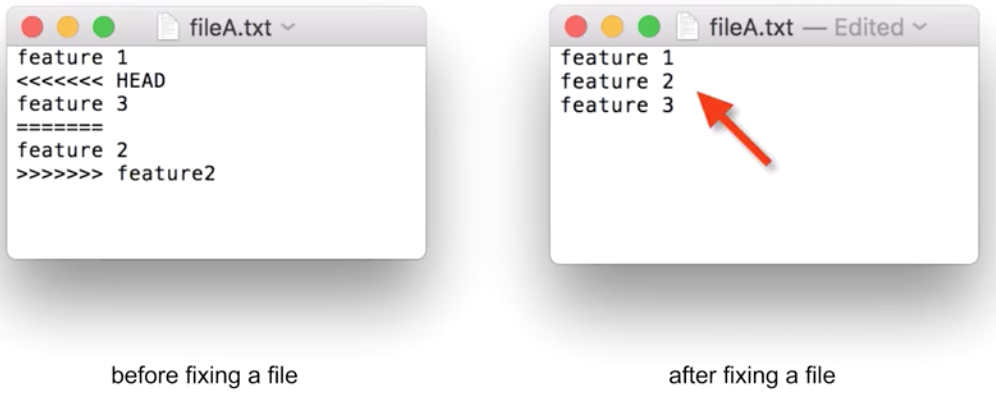 fileA.txt
feature 1
<<<<<<< HEAD
feature 3
=======
feature 2
>>>>>>> feature2
before fixing a file
fileA.txt — Edited
feature 1
feature 2
feature 3
after fixing a file